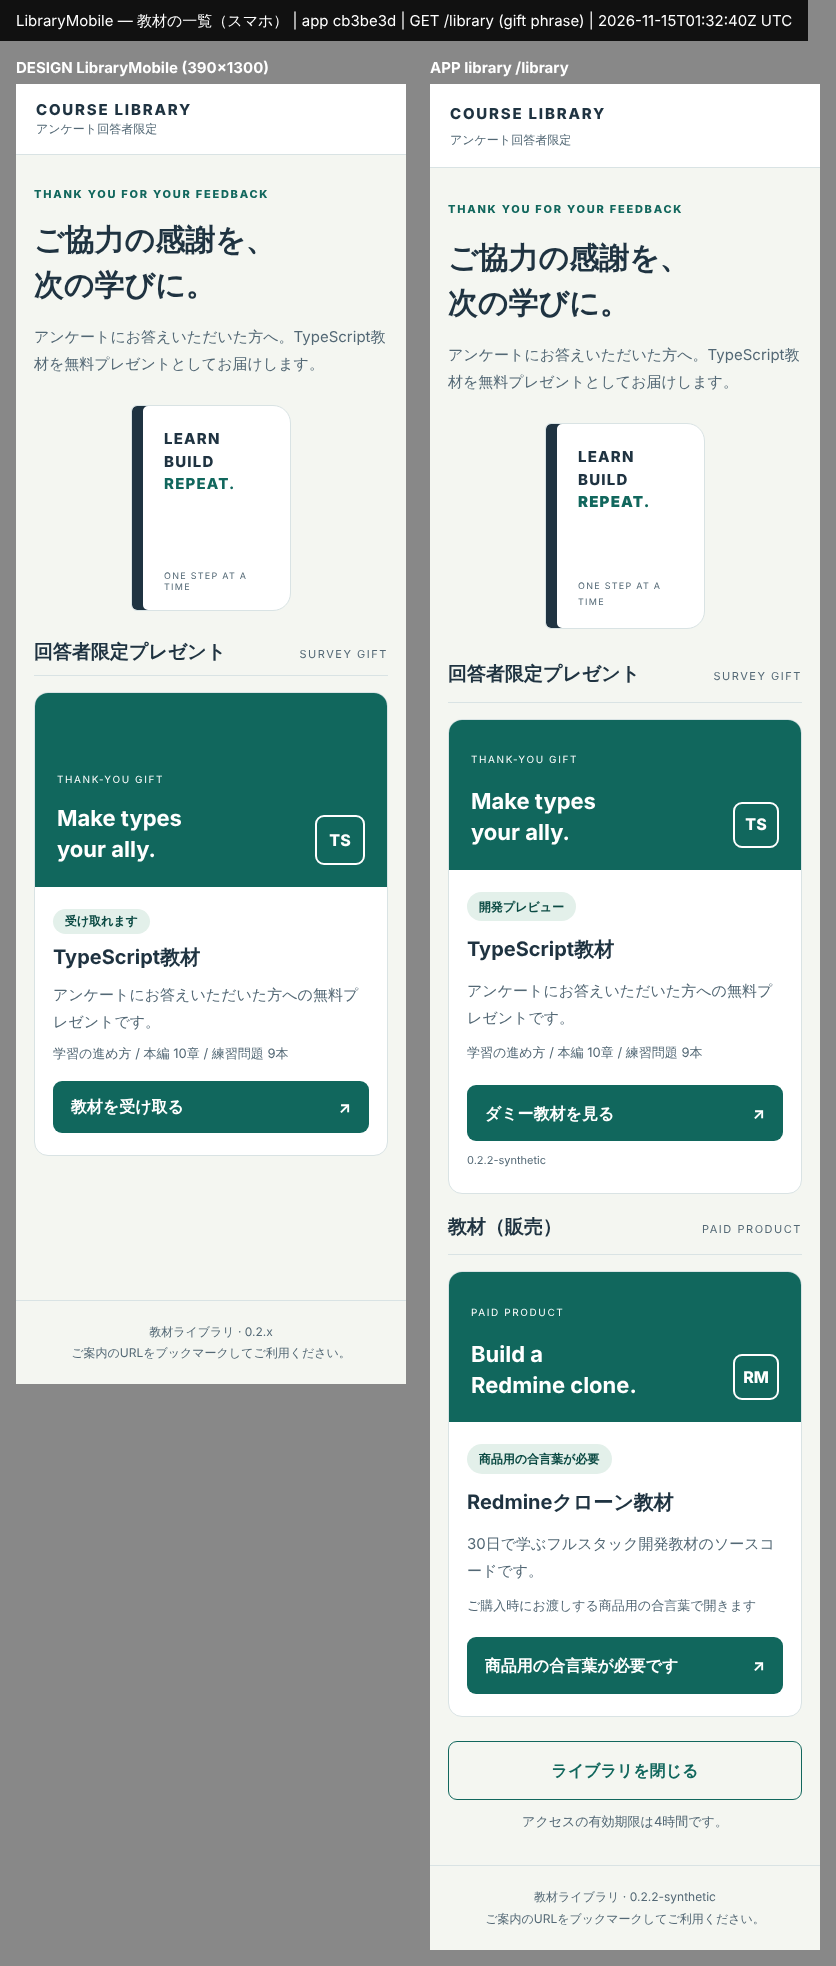 LibraryMobile — 教材の一覧（スマホ） | app cb3be3d | GET /library (gift phrase) | 2026-11-15T01:32:40Z UTC
DESIGN LibraryMobile (390×1300)
COURSE LIBRARY
アンケート回答者限定
THANK YOU FOR YOUR FEEDBACK
ご協力の感謝を、
次の学びに。
アンケートにお答えいただいた方へ。TypeScript教
材を無料プレゼントとしてお届けします。
LEARN
BUILD
REPEAT.
ONE STEP AT A
TIME
回答者限定プレゼント
SURVEY GIFT
THANK-YOU GIFT
Make types
your ally.
TS
受け取れます
TypeScript教材
アンケートにお答えいただいた方への無料プ
レゼントです。
学習の進め方 / 本編 10章 / 練習問題 9本
教材を受け取る ↗
教材ライブラリ · 0.2.x
ご案内のURLをブックマークしてご利用ください。
APP library /library
COURSE LIBRARY
アンケート回答者限定
THANK YOU FOR YOUR FEEDBACK
ご協力の感謝を、
次の学びに。
アンケートにお答えいただいた方へ。TypeScript教
材を無料プレゼントとしてお届けします。
LEARN
BUILD
REPEAT.
ONE STEP AT A
TIME
回答者限定プレゼント
SURVEY GIFT
THANK-YOU GIFT
Make types
your ally.
TS
開発プレビュー
TypeScript教材
アンケートにお答えいただいた方への無料プ
レゼントです。
学習の進め方 / 本編 10章 / 練習問題 9本
ダミー教材を見る ↗
0.2.2-synthetic
教材（販売）
PAID PRODUCT
PAID PRODUCT
Build a
Redmine clone.
RM
商品用の合言葉が必要
Redmineクローン教材
30日で学ぶフルスタック開発教材のソースコ
ードです。
ご購入時にお渡しする商品用の合言葉で開きます
商品用の合言葉が必要です ↗
ライブラリを閉じる
アクセスの有効期限は4時間です。
教材ライブラリ · 0.2.2-synthetic
ご案内のURLをブックマークしてご利用ください。